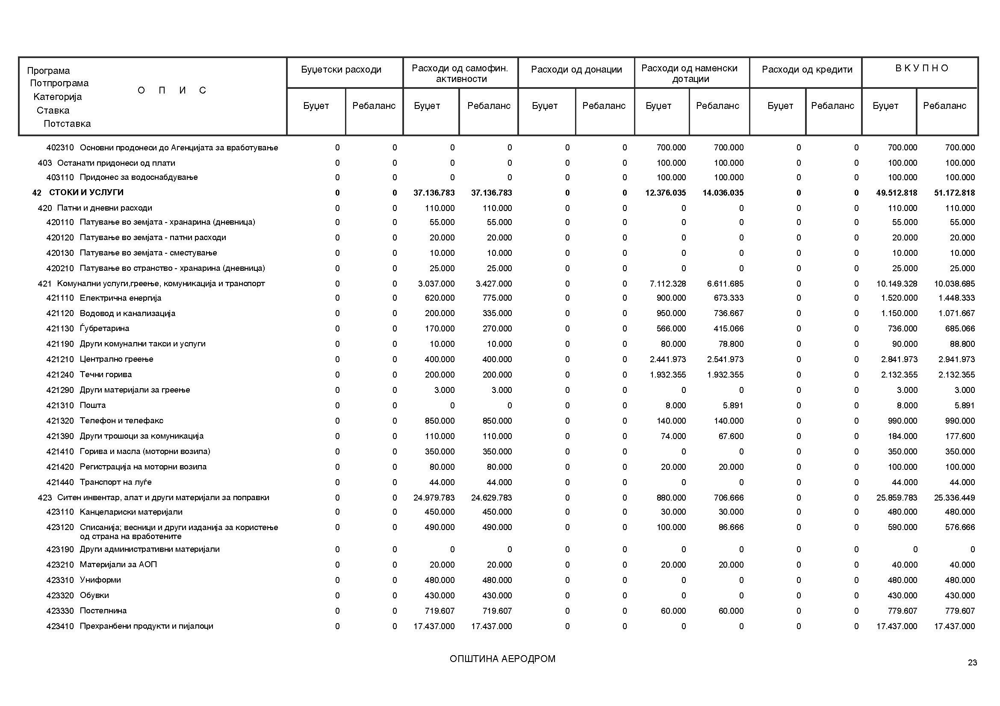 Програма
Потпрограма
Категорија
Ставка
Потставка
О П И С
Буџетски расходи
Расходи од самофин.
активности
Расходи од донации
Расходи од наменски
дотации
Расходи од кредити
В К У П Н О
Буџет Ребаланс Буџет Ребаланс Буџет Ребаланс Буџет Ребаланс Буџет Ребаланс Буџет Ребаланс
402310 Основни продонеси до Агенцијата за вработување 0 0 0 0 0 0 700.000 700.000 0 0 700.000 700.000
403 Останати придонеси од плати 0 0 0 0 0 0 100.000 100.000 0 0 100.000 100.000
403110 Придонес за водоснабдување 0 0 0 0 0 0 100.000 100.000 0 0 100.000 100.000
42 СТОКИ И УСЛУГИ 0 0 37.136.783 37.136.783 0 0 12.376.035 14.036.035 0 0 49.512.818 51.172.818
420 Патни и дневни расходи 0 0 110.000 110.000 0 0 0 0 0 0 110.000 110.000
420110 Патување во земјата - хранарина (дневница) 0 0 55.000 55.000 0 0 0 0 0 0 55.000 55.000
420120 Патување во земјата - патни расходи 0 0 20.000 20.000 0 0 0 0 0 0 20.000 20.000
420130 Патување во земјата - сместување 0 0 10.000 10.000 0 0 0 0 0 0 10.000 10.000
420210 Патување во странство - хранарина (дневница) 0 0 25.000 25.000 0 0 0 0 0 0 25.000 25.000
421 Комунални услуги,греење, комуникација и транспорт 0 0 3.037.000 3.427.000 0 0 7.112.328 6.611.685 0 0 10.149.328 10.038.685
421110 Електрична енергија 0 0 620.000 775.000 0 0 900.000 673.333 0 0 1.520.000 1.448.333
421120 Водовод и канализација 0 0 200.000 335.000 0 0 950.000 736.667 0 0 1.150.000 1.071.667
421130 Ѓубретарина 0 0 170.000 270.000 0 0 566.000 415.066 0 0 736.000 685.066
421190 Други комунални такси и услуги 0 0 10.000 10.000 0 0 80.000 78.800 0 0 90.000 88.800
421210 Централно греење 0 0 400.000 400.000 0 0 2.441.973 2.541.973 0 0 2.841.973 2.941.973
421240 Течни горива 0 0 200.000 200.000 0 0 1.932.355 1.932.355 0 0 2.132.355 2.132.355
421290 Други материјали за греење 0 0 3.000 3.000 0 0 0 0 0 0 3.000 3.000
421310 Пошта 0 0 0 0 0 0 8.000 5.891 0 0 8.000 5.891
421320 Телефон и телефакс 0 0 850.000 850.000 0 0 140.000 140.000 0 0 990.000 990.000
421390 Други трошоци за комуникација 0 0 110.000 110.000 0 0 74.000 67.600 0 0 184.000 177.600
421410 Горива и масла (моторни возила) 0 0 350.000 350.000 0 0 0 0 0 0 350.000 350.000
421420 Регистрација на моторни возила 0 0 80.000 80.000 0 0 20.000 20.000 0 0 100.000 100.000
421440 Транспорт на луѓе 0 0 44.000 44.000 0 0 0 0 0 0 44.000 44.000
423 Ситен инвентар, алат и други материјали за поправки 0 0 24.979.783 24.629.783 0 0 880.000 706.666 0 0 25.859.783 25.336.449
423110 Канцелариски материјали 0 0 450.000 450.000 0 0 30.000 30.000 0 0 480.000 480.000
423120 Списанија; весници и други изданија за користење 0 0 490.000 490.000 0 0 100.000 86.666 0 0 590.000 576.666
од страна на вработените
423190 Други административни материјали 0 0 0 0 0 0 0 0 0 0 0 0
423210 Материјали за АОП 0 0 20.000 20.000 0 0 20.000 20.000 0 0 40.000 40.000
423310 Униформи 0 0 480.000 480.000 0 0 0 0 0 0 480.000 480.000
423320 Обувки 0 0 430.000 430.000 0 0 0 0 0 0 430.000 430.000
423330 Постелнина 0 0 719.607 719.607 0 0 60.000 60.000 0 0 779.607 779.607
423410 Прехранбени продукти и пијалоци 0 0 17.437.000 17.437.000 0 0 0 0 0 0 17.437.000 17.437.000
ОПШТИНА АЕРОДРОМ
23